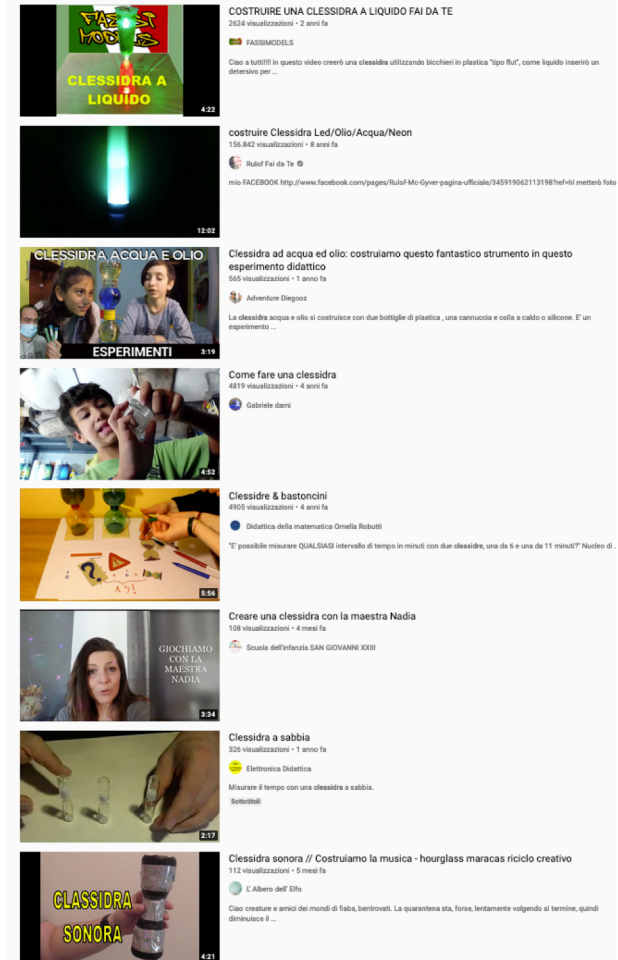 FASSI
MODELS
CLESSIDRA A
LIQUIDO
4:22
COSTRUIRE UNA CLESSIDRA A LIQUIDO FAI DA TE
2624 visualizzazioni • 2 anni fa
FASSIMODELS
Ciao a tutti!!!! in questo video creerò una clessidra utilizzando bicchieri in plastica "tipo flut", come liquido inserirò un
detersivo per ...
12:02
costruire Clessidra Led/Olio/Acqua/Neon
156.842 visualizzazioni • 8 anni fa
Rulof Fai da Te
mio FACEBOOK http://www.facebook.com/pages/Rulof-Mc-Gyver-pagina-ufficiale/345919062113198?ref=hl metterò foto
CLESSIDRA ACQUA E OLIO
ESPERIMENTI
3:19
Clessidra ad acqua ed olio: costruiamo questo fantastico strumento in questo
esperimento didattico
565 visualizzazioni • 1 anno fa
Adventure Diegooz
La clessidra acqua e olio si costruisce con due bottiglie di plastica , una cannuccia e colla a caldo o silicone. E' un
esperimento ...
4:52
Come fare una clessidra
4819 visualizzazioni • 4 anni fa
Gabriele dami
5:56
Clessidre & bastoncini
4905 visualizzazioni • 4 anni fa
Didattica della matematica Ornella Robutti
"E' possibile misurare QUALSIASI intervallo di tempo in minuti con due clessidre, una da 6 e una da 11 minuti?" Nucleo di .
GIOCHIAMO
CON LA
MAESTRA
NADIA
3:34
Creare una clessidra con la maestra Nadia
108 visualizzazioni • 4 mesi fa
Scuola dell'infanzia SAN GIOVANNI XXIII
2:17
Clessidra a sabbia
326 visualizzazioni • 1 anno fa
Elettronica Didattica
Misurare il tempo con una clessidra a sabbia.
Sottotitoli
CLASSIDRA
SONORA
4:21
Clessidra sonora // Costruiamo la musica - hourglass maracas riciclo creativo
112 visualizzazioni • 5 mesi fa
L' Albero dell' Elfo
Ciao creature e amici dei mondi di fiaba, bentrovati. La quarantena sta, forse, lentamente volgendo al termine, quindi
diminuisce il ...